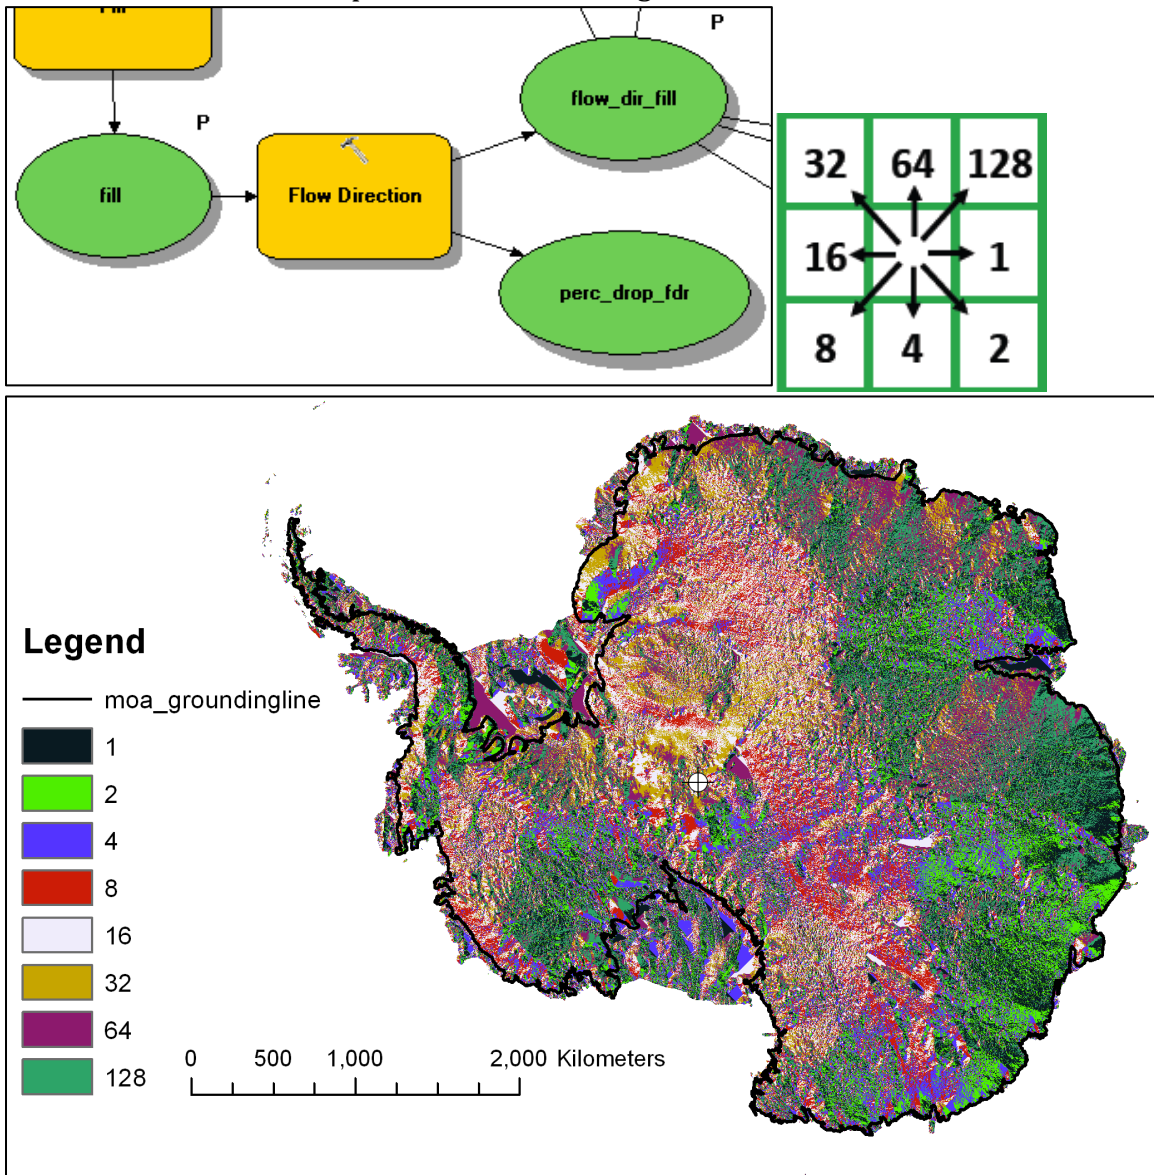 P
flow_dir_fill
P
fill
Flow Direction
perc_drop_fdr
32 64 128
16 1
8 4 2
Legend
moa_groundingline
1
2
4
8
16
32
64
128
0 500 1,000 2,000 Kilometers